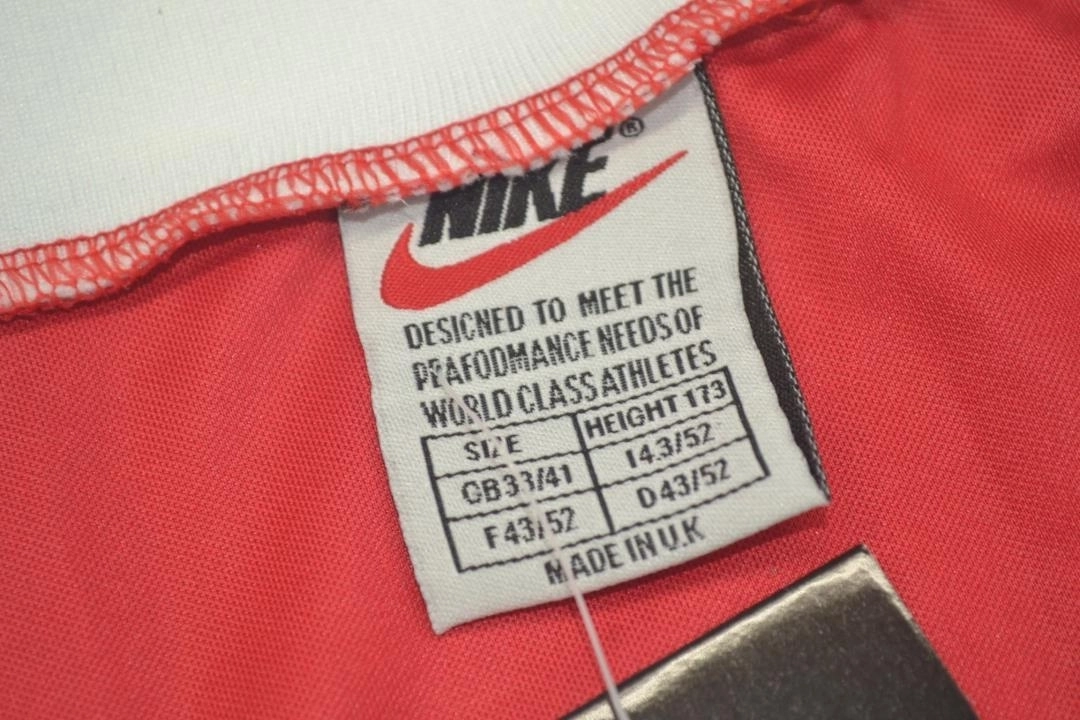 NIKE®
DESIGNED TO MEET THE
PEAFODMANCE NEEDS OF
WORLD CLASS ATHLETES
SIZE HEIGHT 173
GB33/41 I43/52
F43/52 D43/52
MADE IN U.K